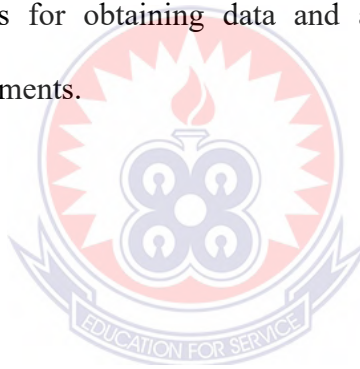 s for obtaining data and a
ments.
EDUCATION FOR SERVICE